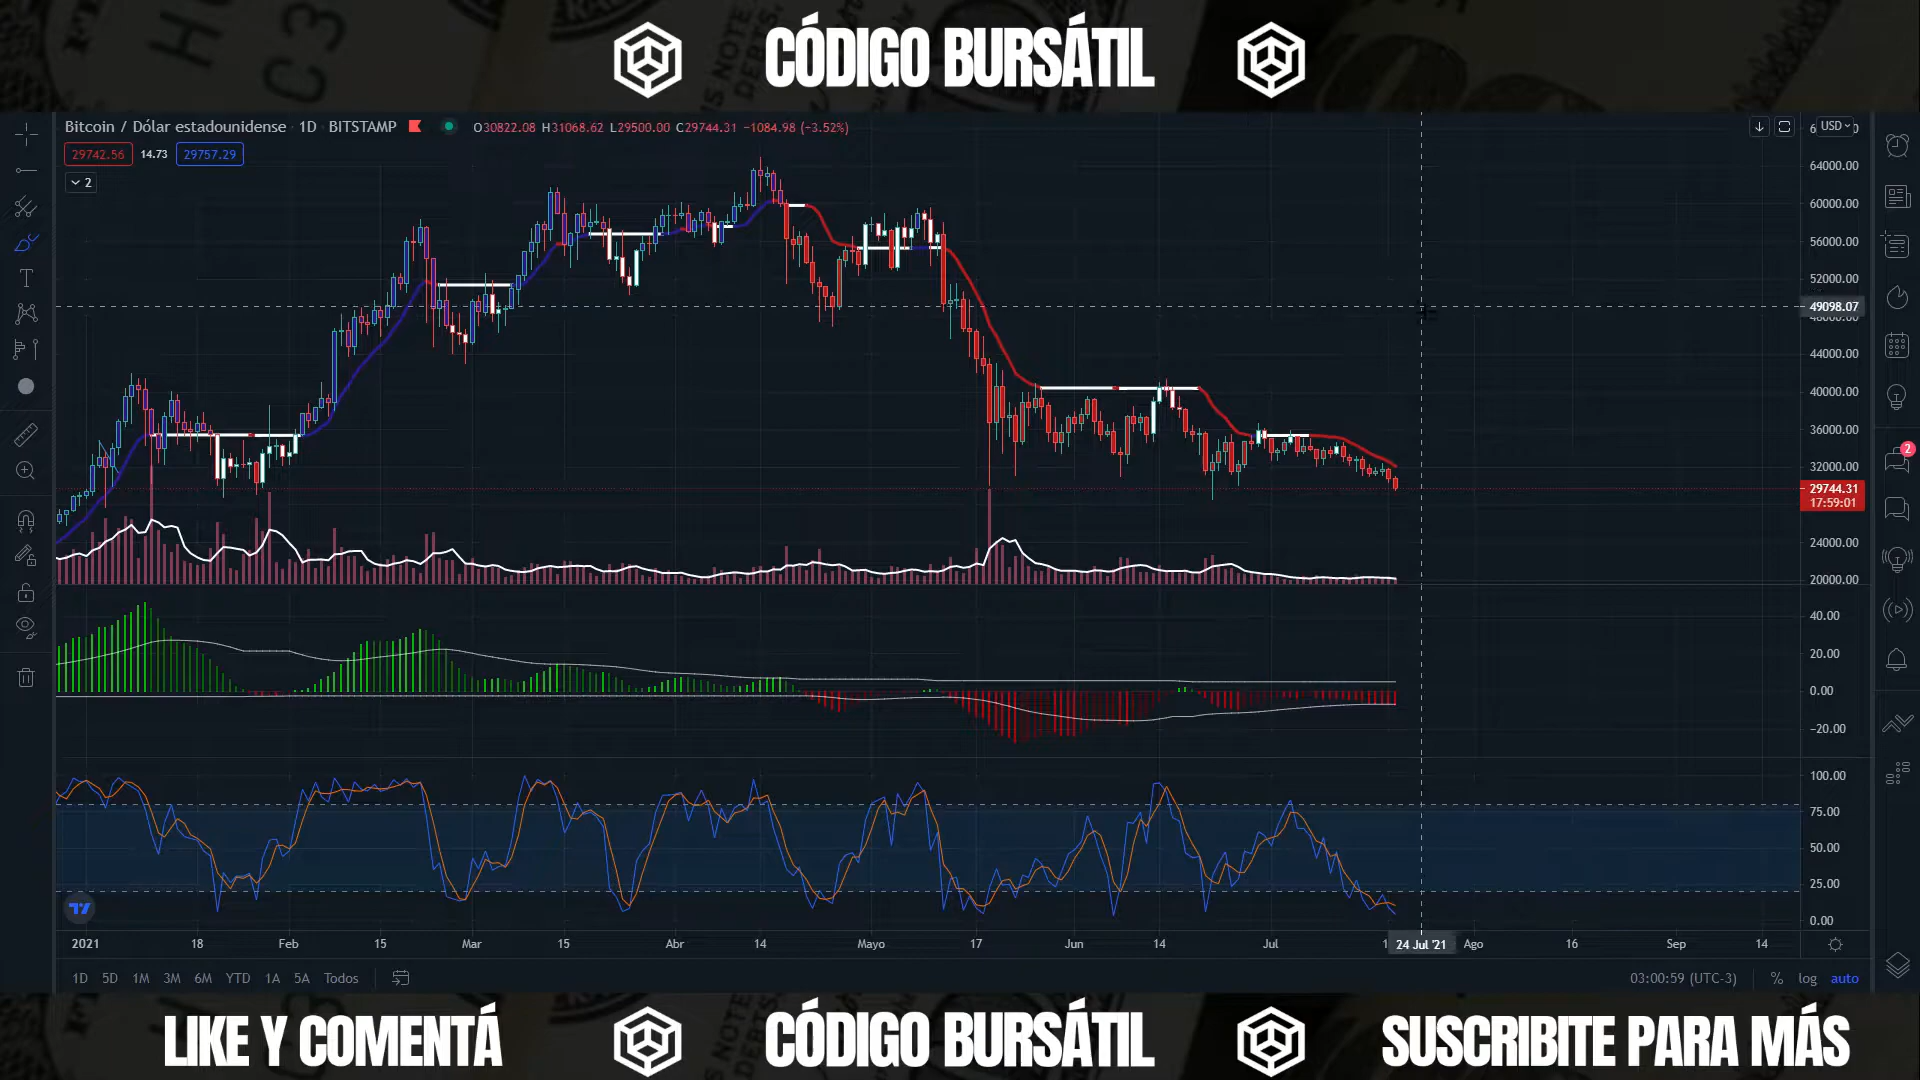 CÓDIGO BURSÁTIL
Bitcoin / Dólar estadounidense · 1D · BITSTAMP
O30822.08 H31068.62 L29500.00 C29744.31 −1084.98 (−3.52%)
USD
29742.56 14.73 29757.29
2
64000.00
60000.00
56000.00
52000.00
49098.07
48000.00
44000.00
40000.00
36000.00
32000.00
29744.31
17:59:01
24000.00
20000.00
40.00
20.00
0.00
−20.00
100.00
75.00
50.00
25.00
0.00
2
2021 18 Feb 15 Mar 15 Abr 14 Mayo 17 Jun 14 Jul 24 Jul '21 Ago 16 Sep 14
1D 5D 1M 3M 6M YTD 1A 5A Todos
03:00:59 (UTC-3) % log auto
LIKE Y COMENTÁ
CÓDIGO BURSÁTIL
SUSCRIBITE PARA MÁS